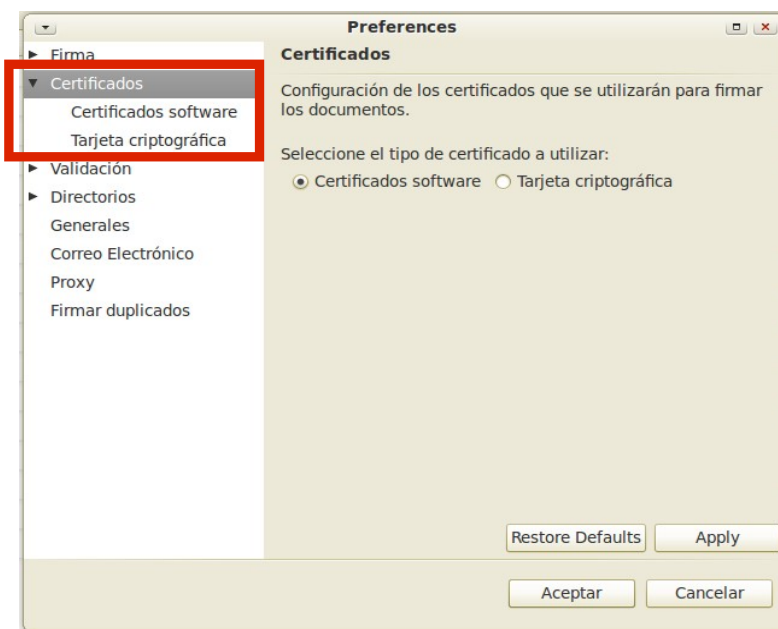 Preferences
Firma
Certificados
Certificados software
Tarjeta criptográfica
Validación
Directorios
Generales
Correo Electrónico
Proxy
Firmar duplicados
Certificados
Configuración de los certificados que se utilizarán para firmar
los documentos.
Seleccione el tipo de certificado a utilizar:
Certificados software Tarjeta criptográfica
Restore Defaults Apply
Aceptar Cancelar